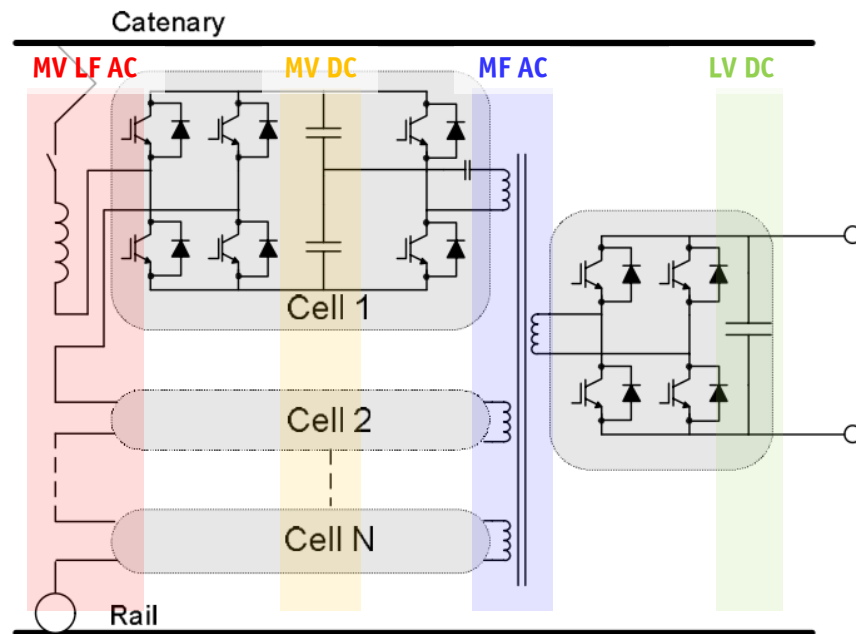 Catenary
MV LF AC MV DC MF AC LV DC
Cell 1
Cell 2
Cell N
Rail